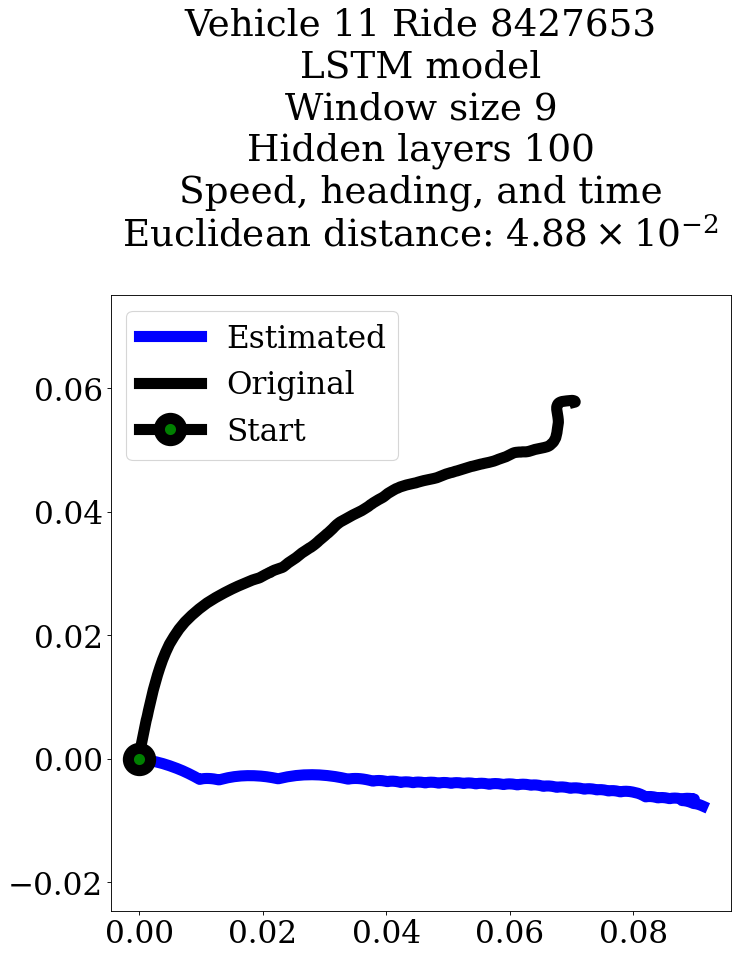 Vehicle 11 Ride 8427653
LSTM model
Window size 9
Hidden layers 100
Speed, heading, and time
Euclidean distance: 4.88 × 10⁻²
Estimated
Original
Start
0.06
0.04
0.02
0.00
−0.02
0.00 0.02 0.04 0.06 0.08